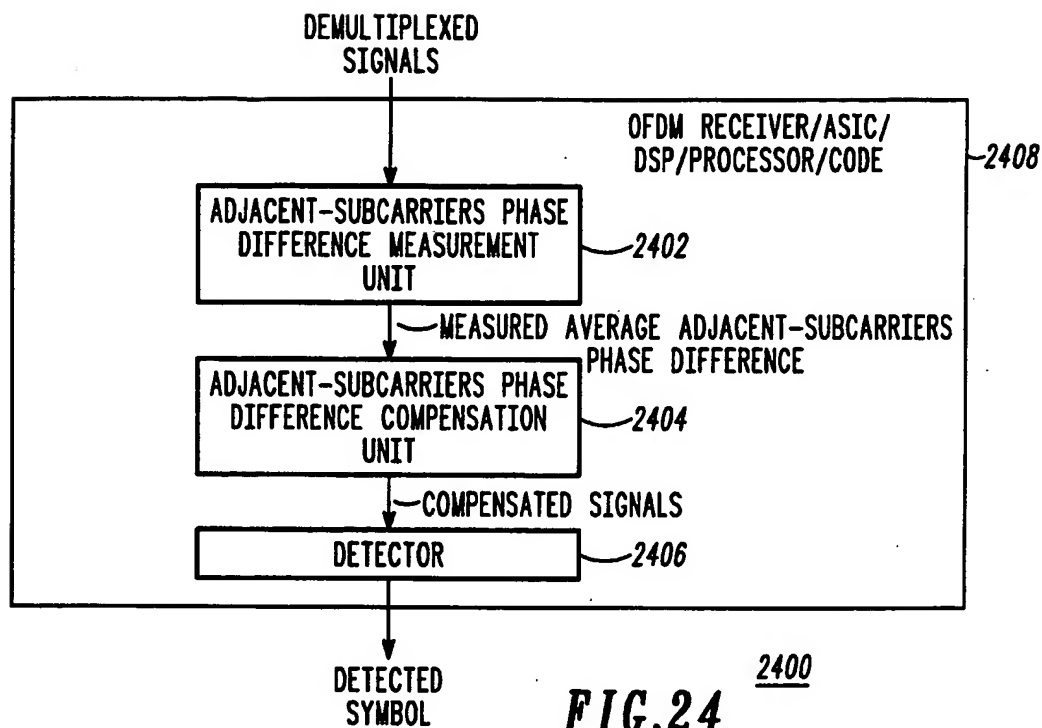 DEMULTIPLEXED
SIGNALS
OFDM RECEIVER/ASIC/
DSP/PROCESSOR/CODE
2408
ADJACENT-SUBCARRIERS PHASE
DIFFERENCE MEASUREMENT
UNIT
2402
MEASURED AVERAGE ADJACENT-SUBCARRIERS
PHASE DIFFERENCE
ADJACENT-SUBCARRIERS PHASE
DIFFERENCE COMPENSATION
UNIT
2404
COMPENSATED SIGNALS
DETECTOR
2406
DETECTED
SYMBOL
2400
FIG.24